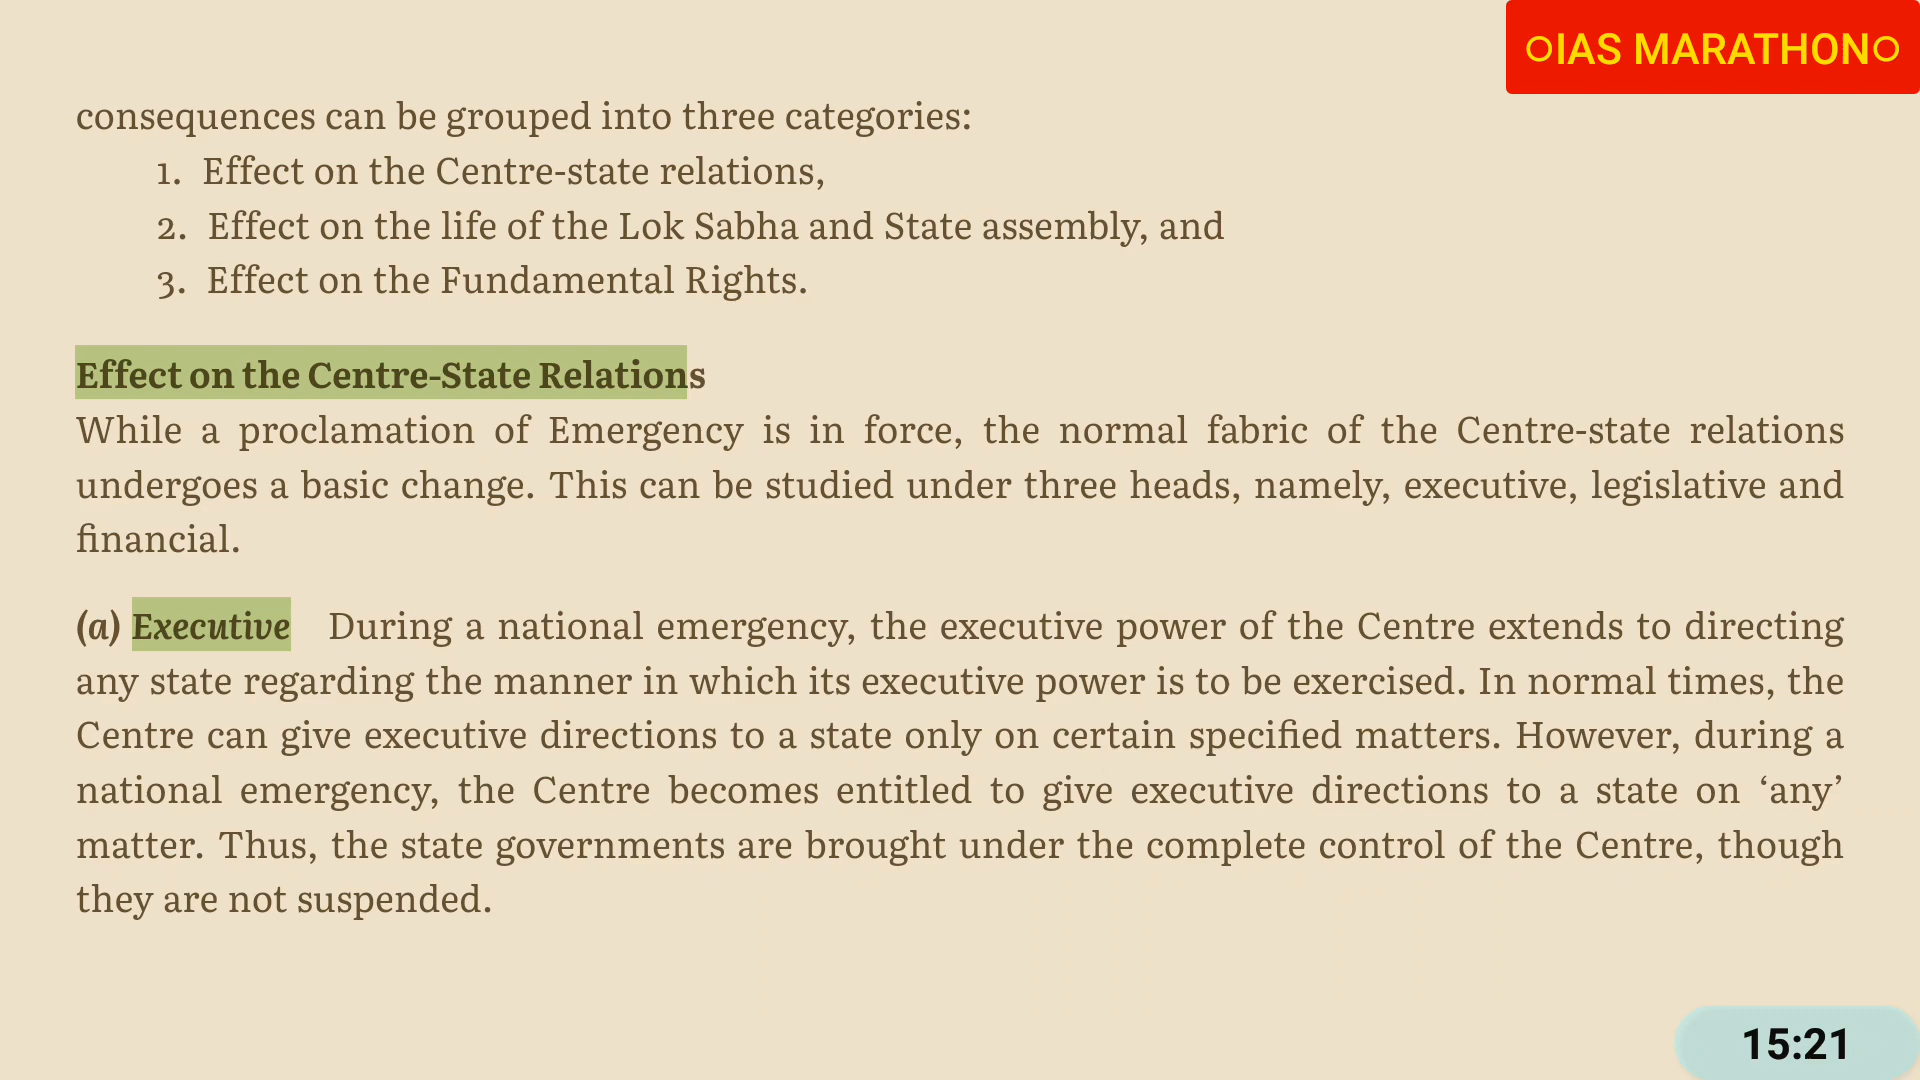 ○IAS MARATHON○
consequences can be grouped into three categories:
1. Effect on the Centre-state relations,
2. Effect on the life of the Lok Sabha and State assembly, and
3. Effect on the Fundamental Rights.
Effect on the Centre-State Relations
While a proclamation of Emergency is in force, the normal fabric of the Centre-state relations
undergoes a basic change. This can be studied under three heads, namely, executive, legislative and
financial.
(a) Executive During a national emergency, the executive power of the Centre extends to directing
any state regarding the manner in which its executive power is to be exercised. In normal times, the
Centre can give executive directions to a state only on certain specified matters. However, during a
national emergency, the Centre becomes entitled to give executive directions to a state on ‘any’
matter. Thus, the state governments are brought under the complete control of the Centre, though
they are not suspended.
15:21